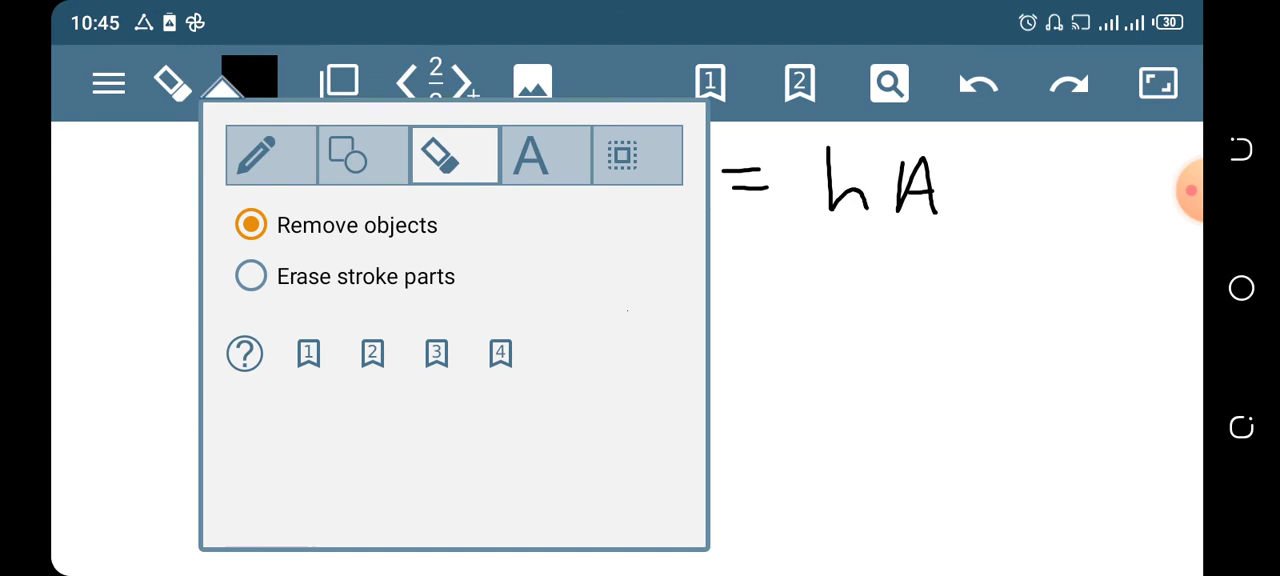 10:45 30
2 1 2
= hA
A
Remove objects
Erase stroke parts
? 1 2 3 4